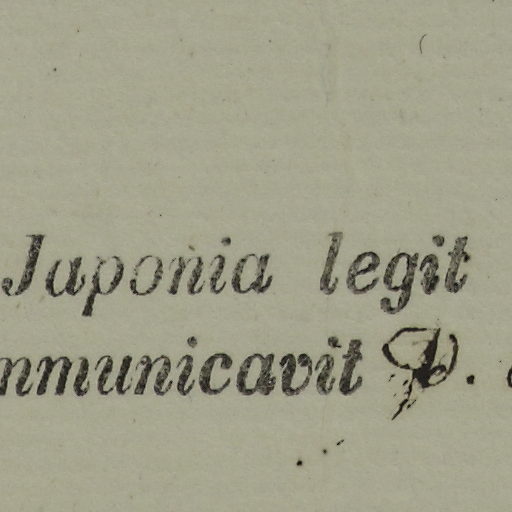 Japonia legit
mmunicavit D.